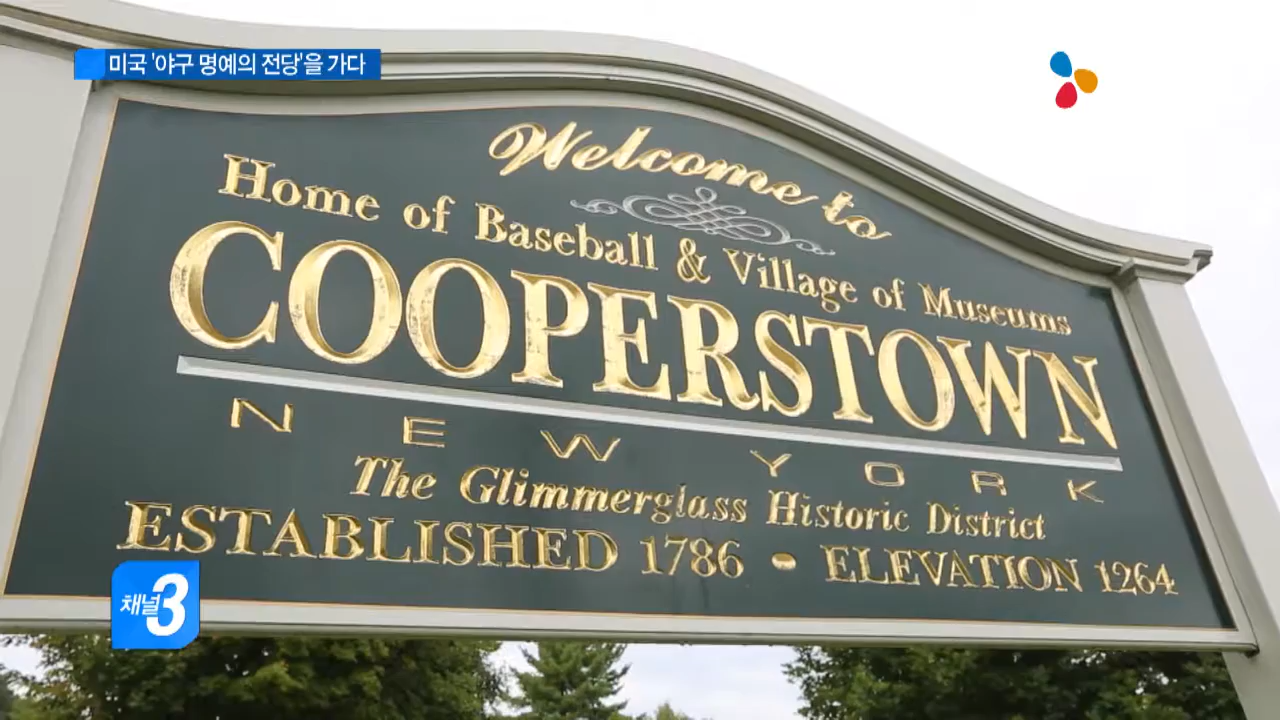 미국 '야구 명예의 전당'을 가다
Welcome to
Home of Baseball & Village of Museums
COOPERSTOWN
NEW YORK
The Glimmerglass Historic District
ESTABLISHED 1786 • ELEVATION 1264
채널3